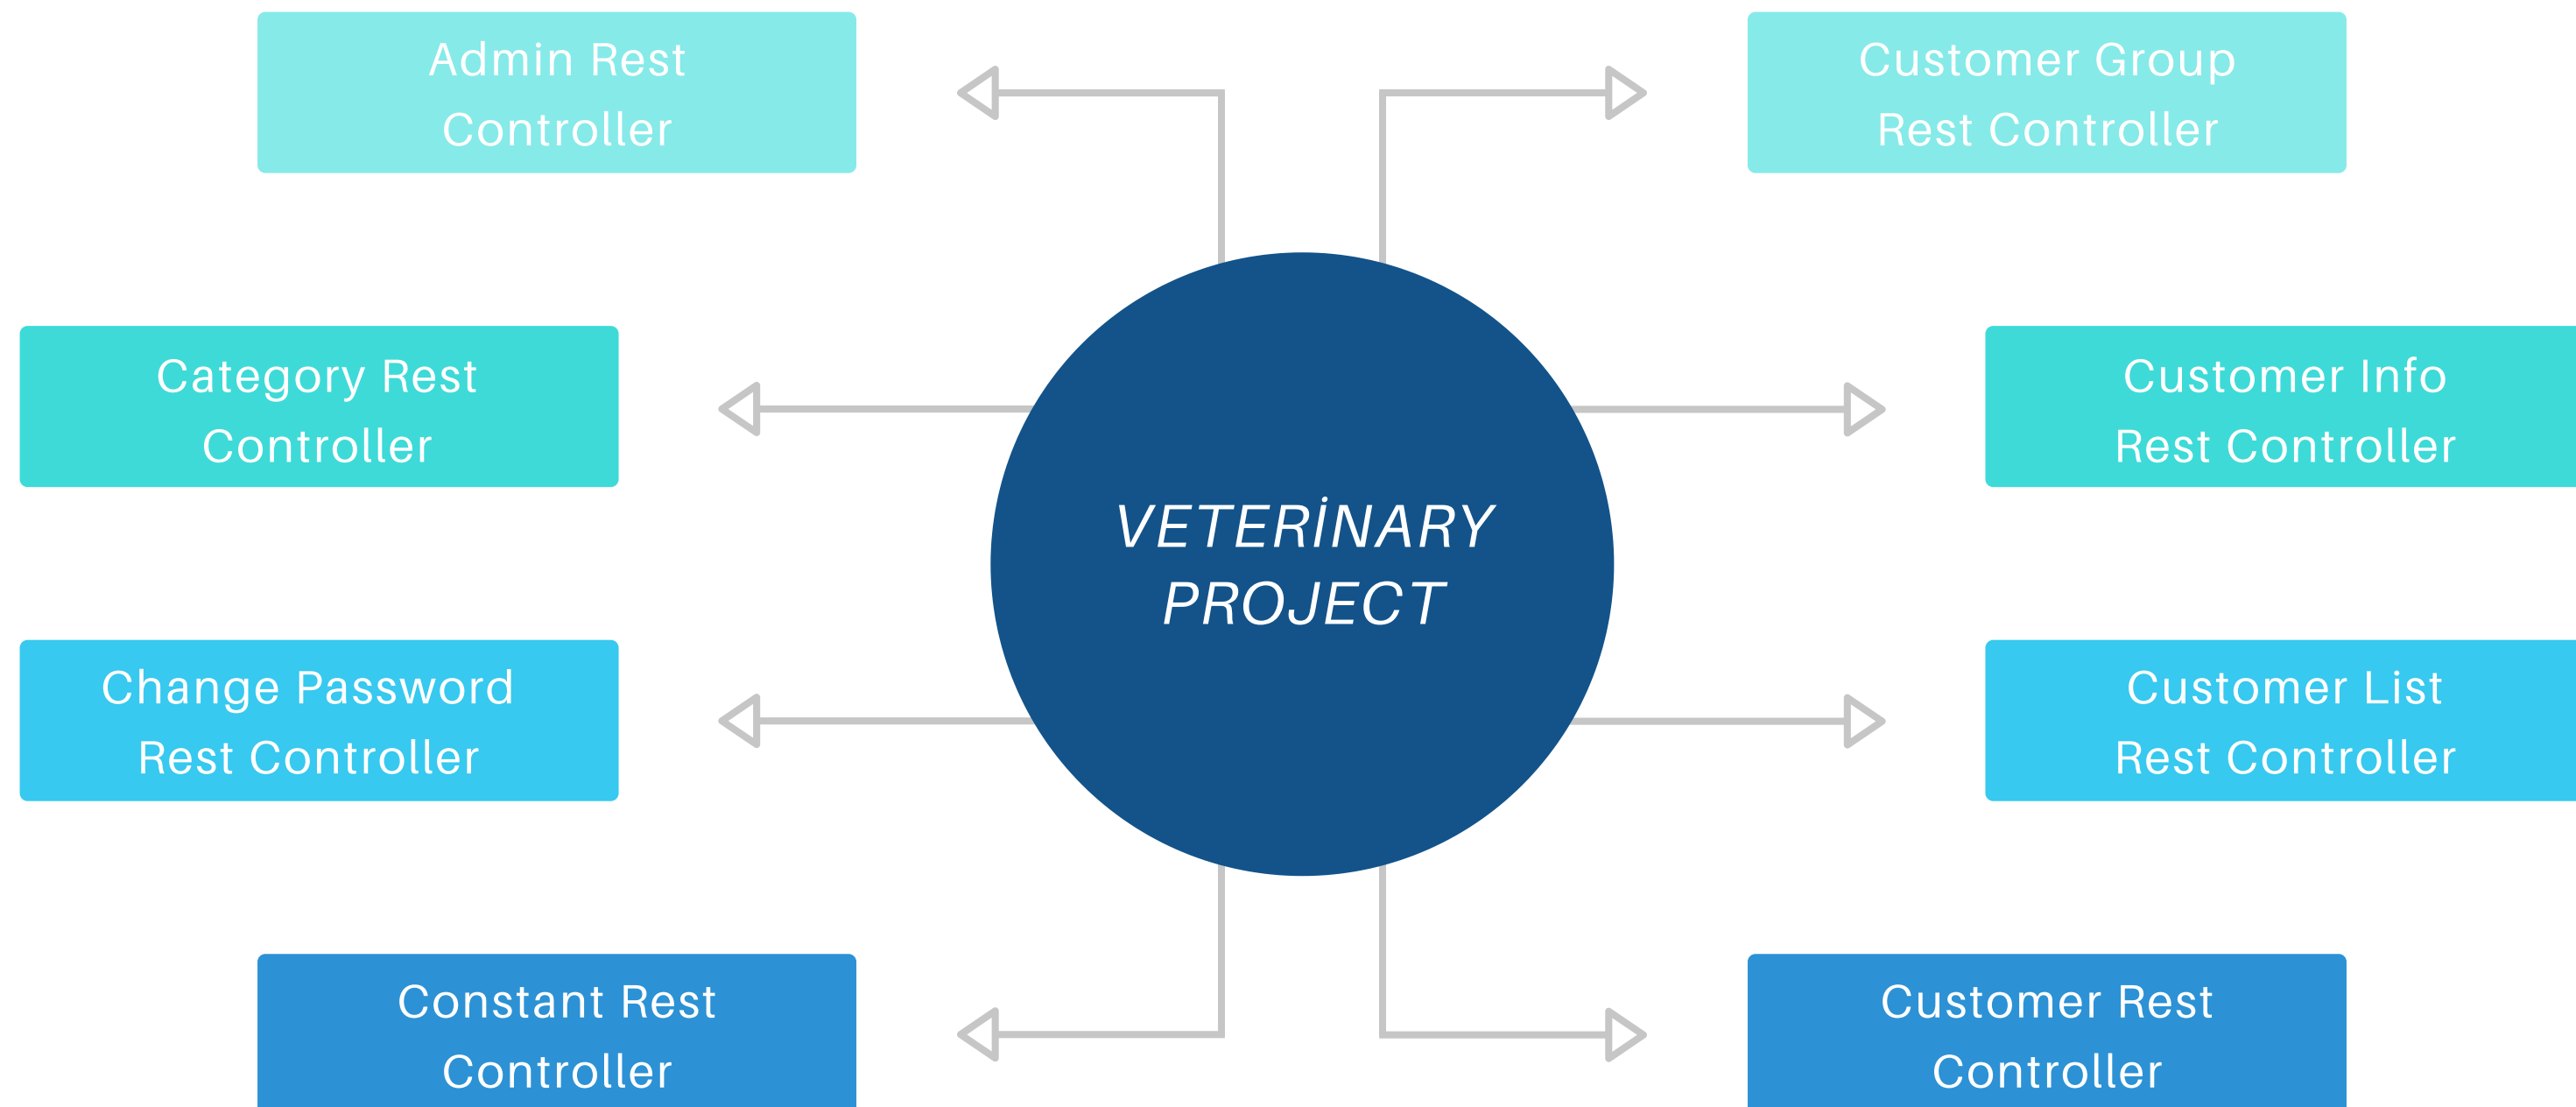 Admin Rest
Controller
Customer Group
Rest Controller
Category Rest
Controller
Customer Info
Rest Controller
VETERİNARY
PROJECT
Change Password
Rest Controller
Customer List
Rest Controller
Constant Rest
Controller
Customer Rest
Controller